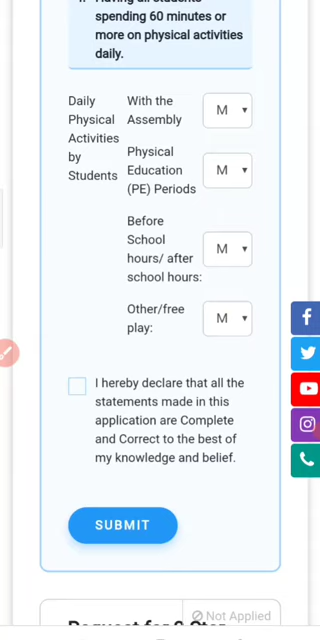 spending 60 minutes or
more on physical activities
daily.
Daily
Physical
Activities
by
Students
With the
Assembly
M
Physical
Education
(PE) Periods
M
Before
School
hours/ after
school hours:
M
Other/free
play:
M
I hereby declare that all the
statements made in this
application are Complete
and Correct to the best of
my knowledge and belief.
SUBMIT
Not Applied